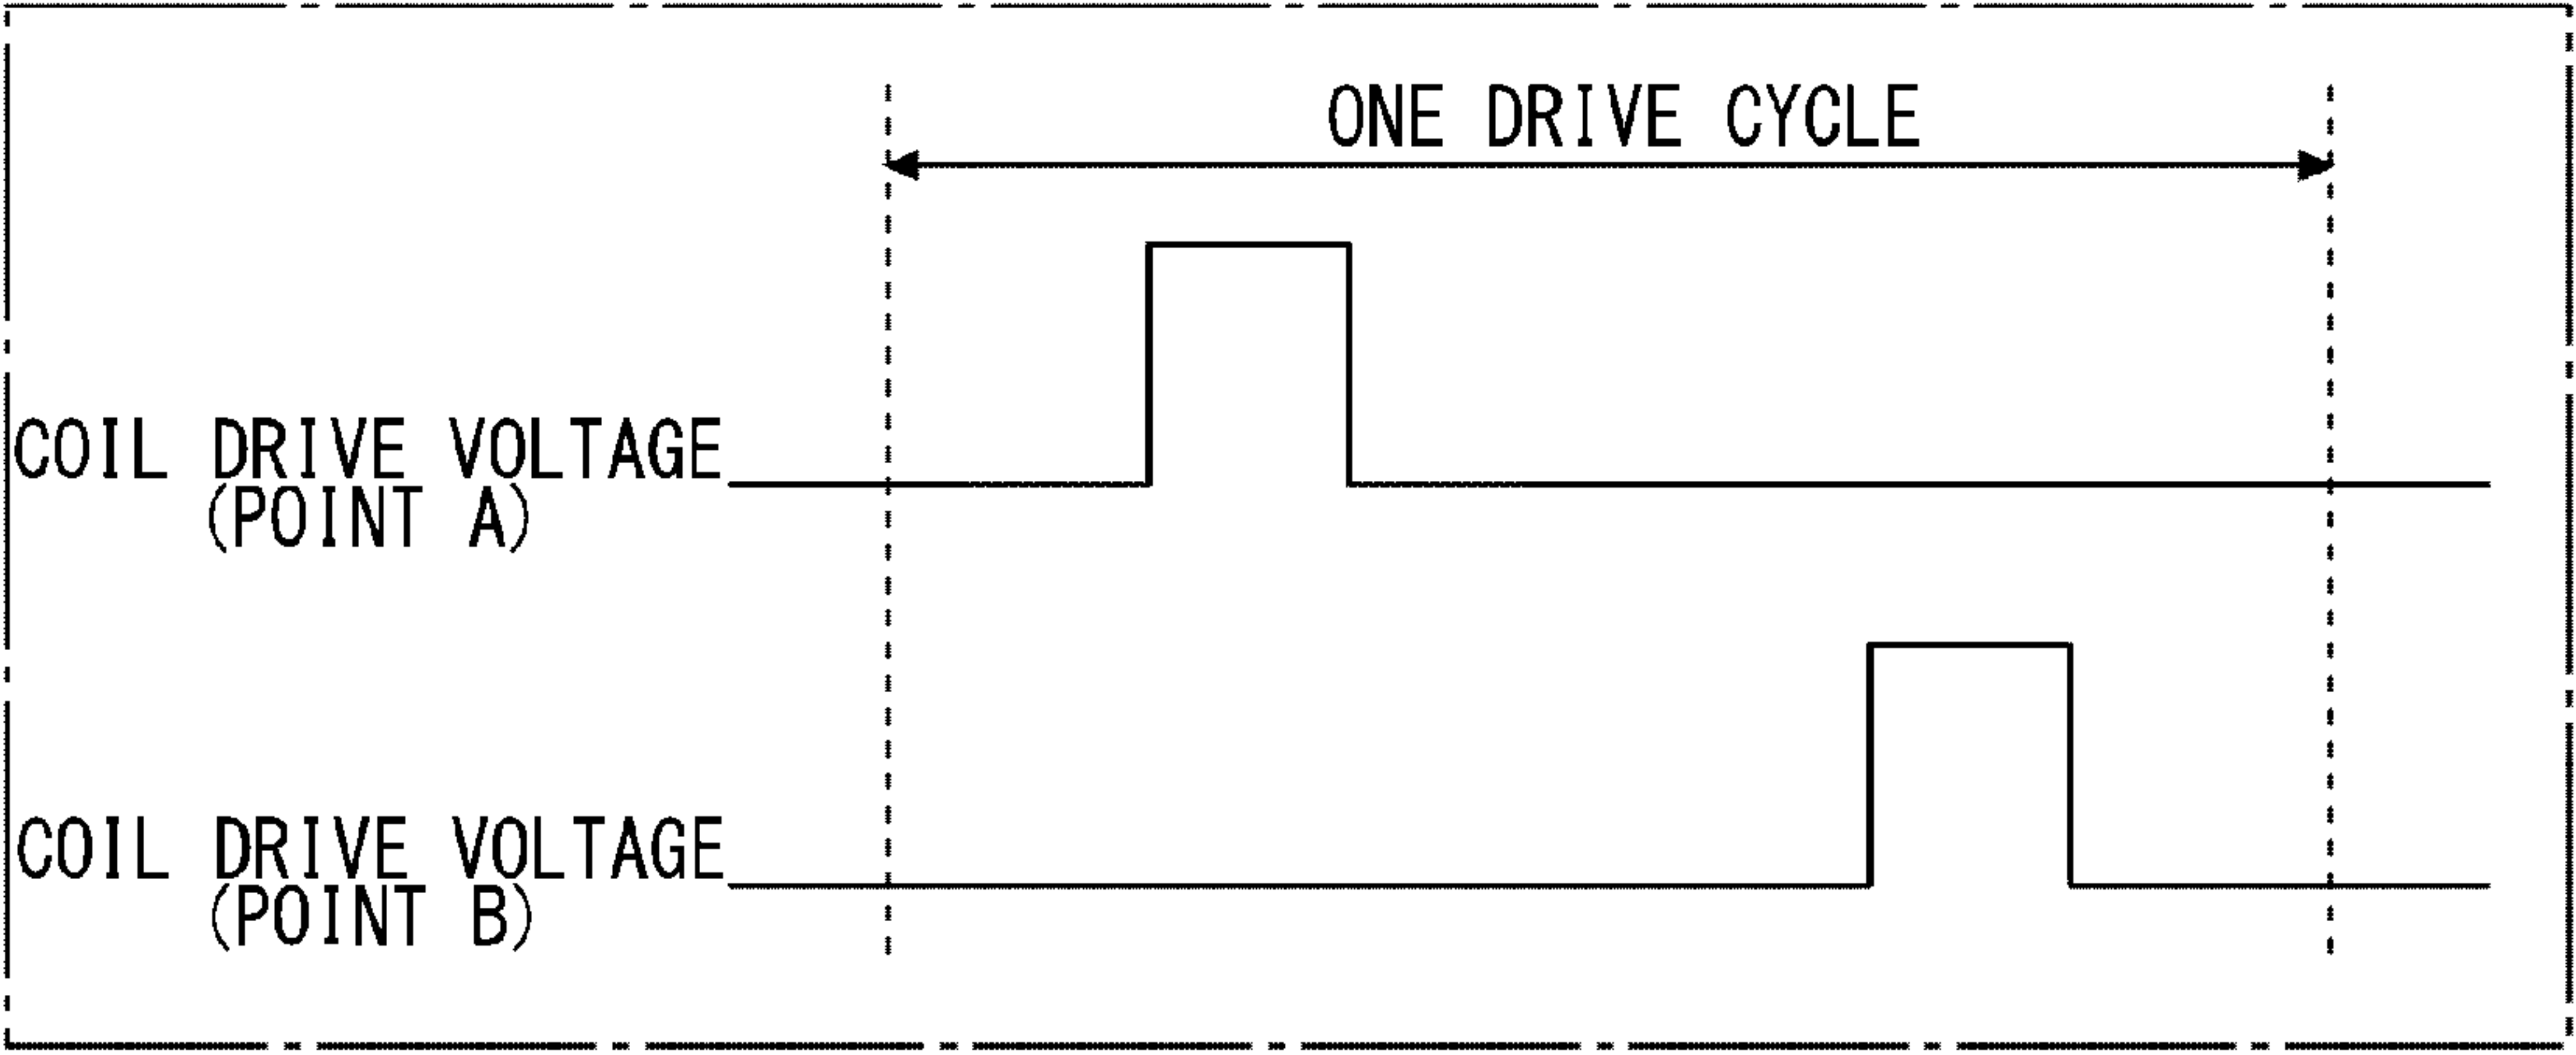 ONE DRIVE CYCLE
COIL DRIVE VOLTAGE
(POINT A)
COIL DRIVE VOLTAGE
(POINT B)